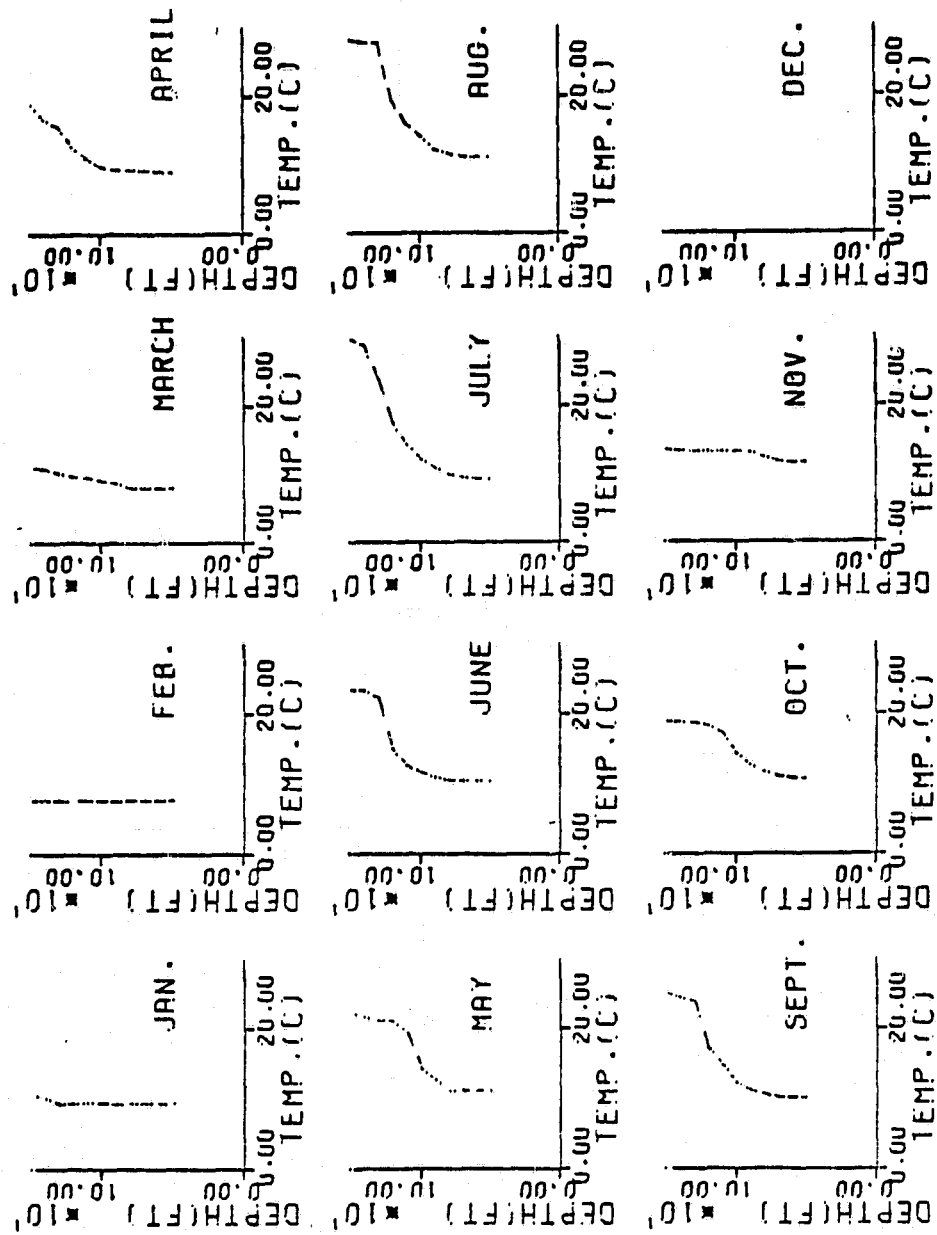 JAN.
DEPTH(FT) *10¹
10.00
0.00
0.00 20.00
TEMP.(C)
FEB.
DEPTH(FT) *10¹
10.00
0.00
0.00 20.00
TEMP.(C)
MARCH
DEPTH(FT) *10¹
10.00
0.00
0.00 20.00
TEMP.(C)
APRIL
DEPTH(FT) *10¹
10.00
0.00
0.00 20.00
TEMP.(C)
MAY
DEPTH(FT) *10¹
10.00
0.00
0.00 20.00
TEMP.(C)
JUNE
DEPTH(FT) *10¹
10.00
0.00
0.00 20.00
TEMP.(C)
JULY
DEPTH(FT) *10¹
10.00
0.00
0.00 20.00
TEMP.(C)
AUG.
DEPTH(FT) *10¹
10.00
0.00
0.00 20.00
TEMP.(C)
SEPT.
DEPTH(FT) *10¹
10.00
0.00
0.00 20.00
TEMP.(C)
OCT.
DEPTH(FT) *10¹
10.00
0.00
0.00 20.00
TEMP.(C)
NOV.
DEPTH(FT) *10¹
10.00
0.00
0.00 20.00
TEMP.(C)
DEC.
DEPTH(FT) *10¹
10.00
0.00
0.00 20.00
TEMP.(C)